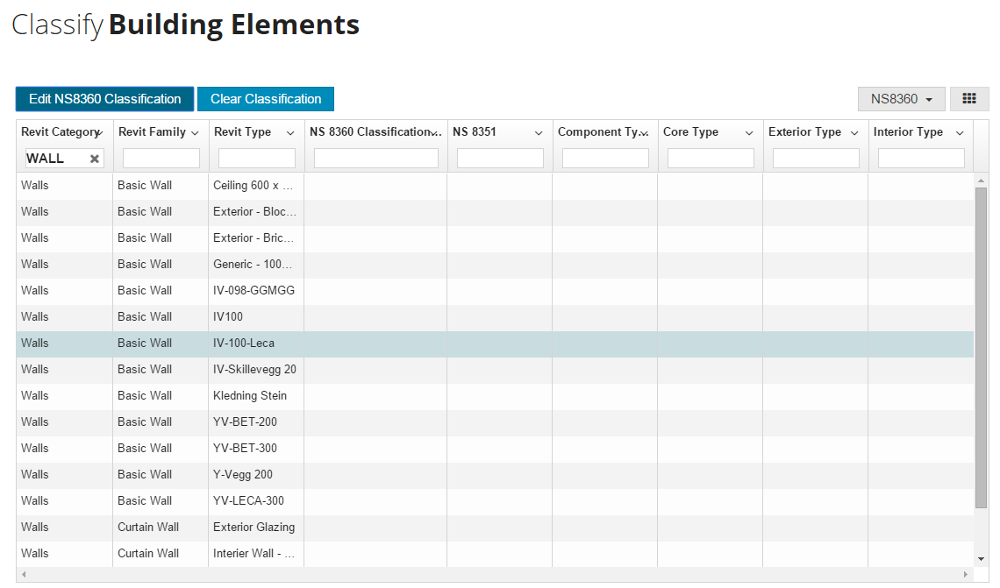 Classify Building Elements
Edit NS8360 Classification Clear Classification NS8360
Revit Category Revit Family Revit Type NS 8360 Classification... NS 8351 Component Ty... Core Type Exterior Type Interior Type
WALL
Walls Basic Wall Ceiling 600 x ...
Walls Basic Wall Exterior - Bloc...
Walls Basic Wall Exterior - Bric...
Walls Basic Wall Generic - 100...
Walls Basic Wall IV-098-GGMGG
Walls Basic Wall IV100
Walls Basic Wall IV-100-Leca
Walls Basic Wall IV-Skillevegg 20
Walls Basic Wall Kledning Stein
Walls Basic Wall YV-BET-200
Walls Basic Wall YV-BET-300
Walls Basic Wall Y-Vegg 200
Walls Basic Wall YV-LECA-300
Walls Curtain Wall Exterior Glazing
Walls Curtain Wall Interier Wall - ...